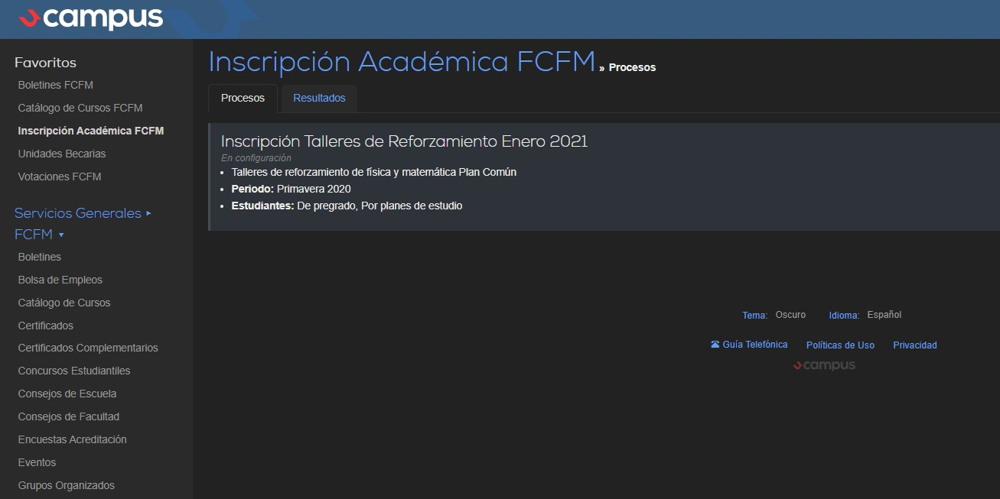 campus
Favoritos
Boletines FCFM
Catálogo de Cursos FCFM
Inscripción Académica FCFM
Unidades Becarias
Votaciones FCFM
Servicios Generales ▸
FCFM ▾
Boletines
Bolsa de Empleos
Catálogo de Cursos
Certificados
Certificados Complementarios
Concursos Estudiantiles
Consejos de Escuela
Consejos de Facultad
Encuestas Acreditación
Eventos
Grupos Organizados
Inscripción Académica FCFM » Procesos
Procesos Resultados
Inscripción Talleres de Reforzamiento Enero 2021
En configuración
• Talleres de reforzamiento de física y matemática Plan Común
• Periodo: Primavera 2020
• Estudiantes: De pregrado, Por planes de estudio
Tema: Oscuro Idioma: Español
Guía Telefónica Políticas de Uso Privacidad
campus